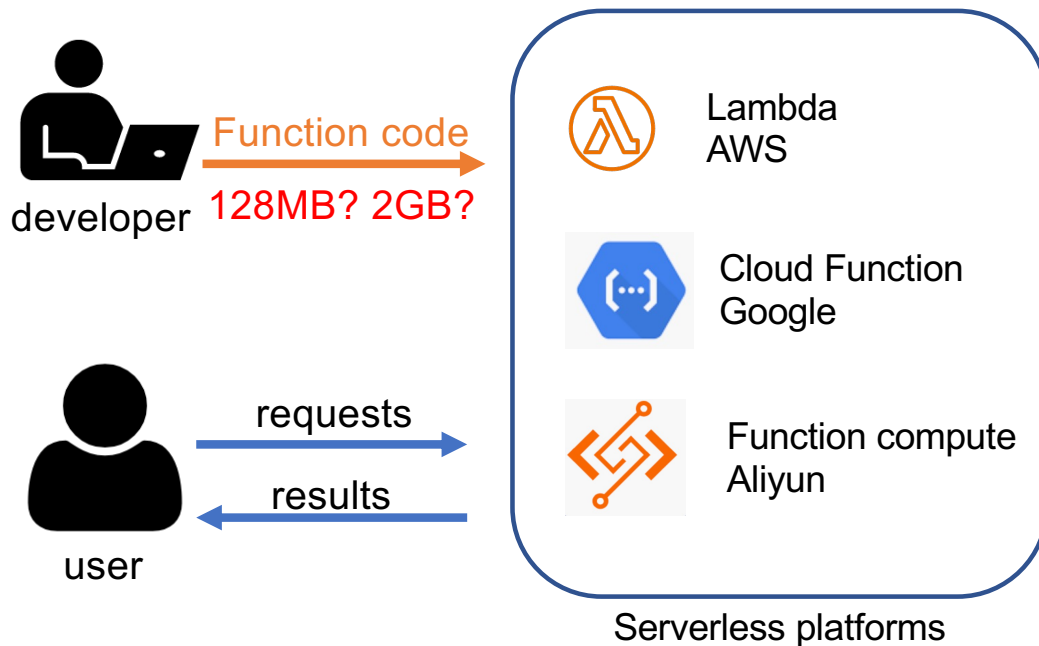 Function code
128MB? 2GB?
developer
requests
results
user
Lambda
AWS
Cloud Function
Google
Function compute
Aliyun
Serverless platforms